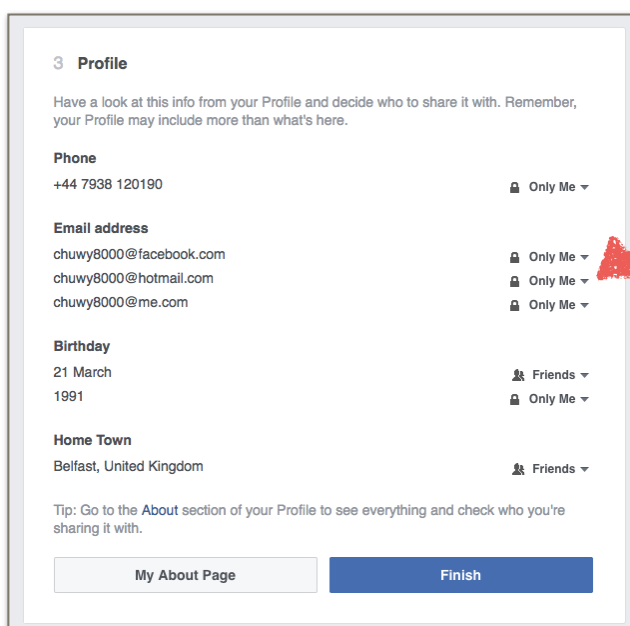 3 Profile
Have a look at this info from your Profile and decide who to share it with. Remember,
your Profile may include more than what's here.
Phone
+44 7938 120190 Only Me
Email address
chuwy8000@facebook.com Only Me
chuwy8000@hotmail.com Only Me
chuwy8000@me.com Only Me
Birthday
21 March Friends
1991 Only Me
Home Town
Belfast, United Kingdom Friends
Tip: Go to the About section of your Profile to see everything and check who you're
sharing it with.
My About Page Finish